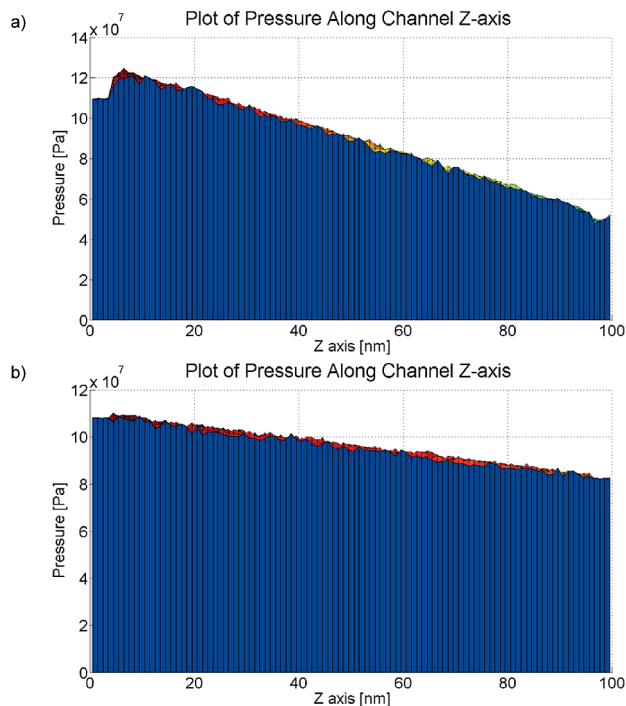 a)
Plot of Pressure Along Channel Z-axis
x 10^7
14
12
10
8
6
4
2
0
Pressure [Pa]
0 20 40 60 80 100
Z axis [nm]
b)
Plot of Pressure Along Channel Z-axis
x 10^7
12
10
8
6
4
2
0
Pressure [Pa]
0 20 40 60 80 100
Z axis [nm]